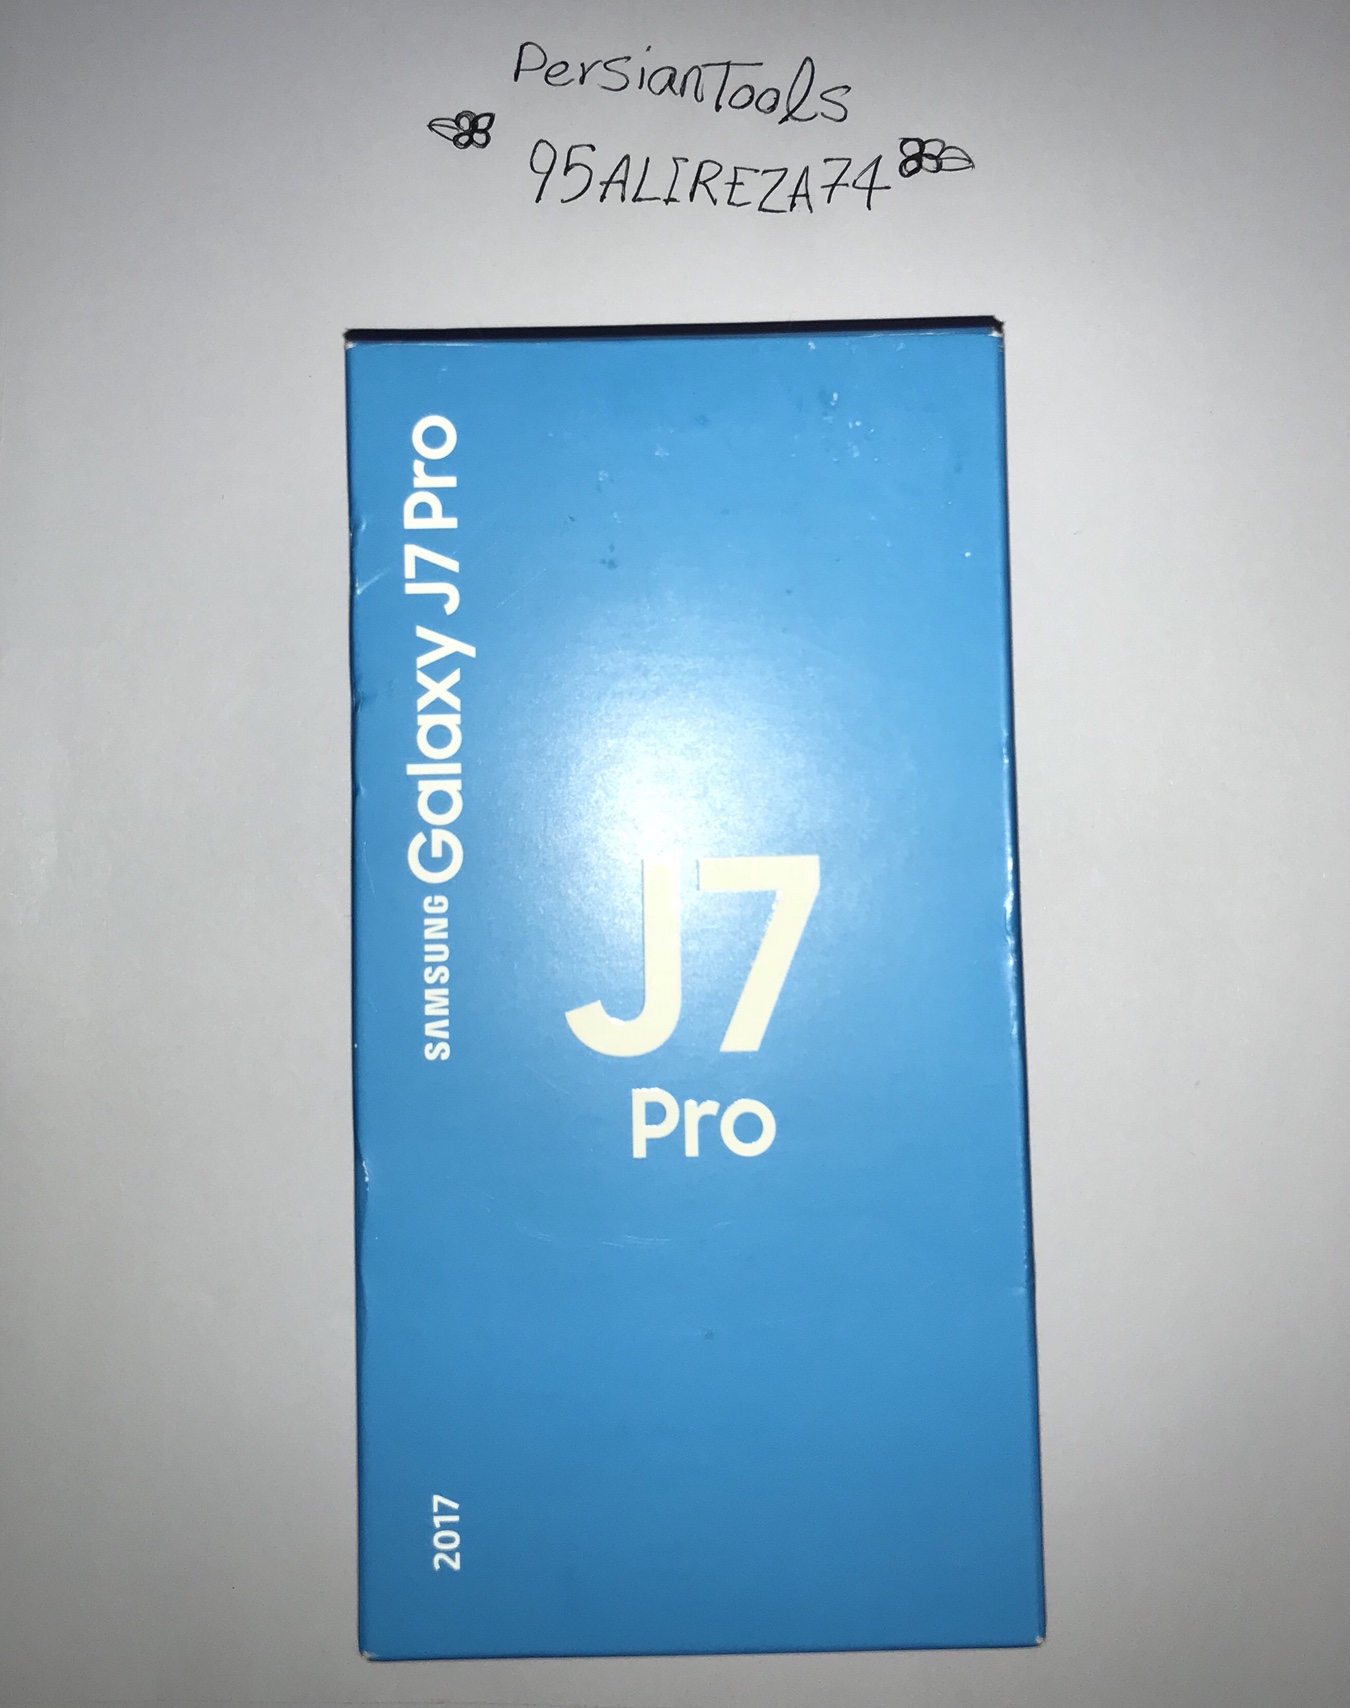 PersianTools
95ALIREZA74
SAMSUNG Galaxy J7 Pro
J7
Pro
2017